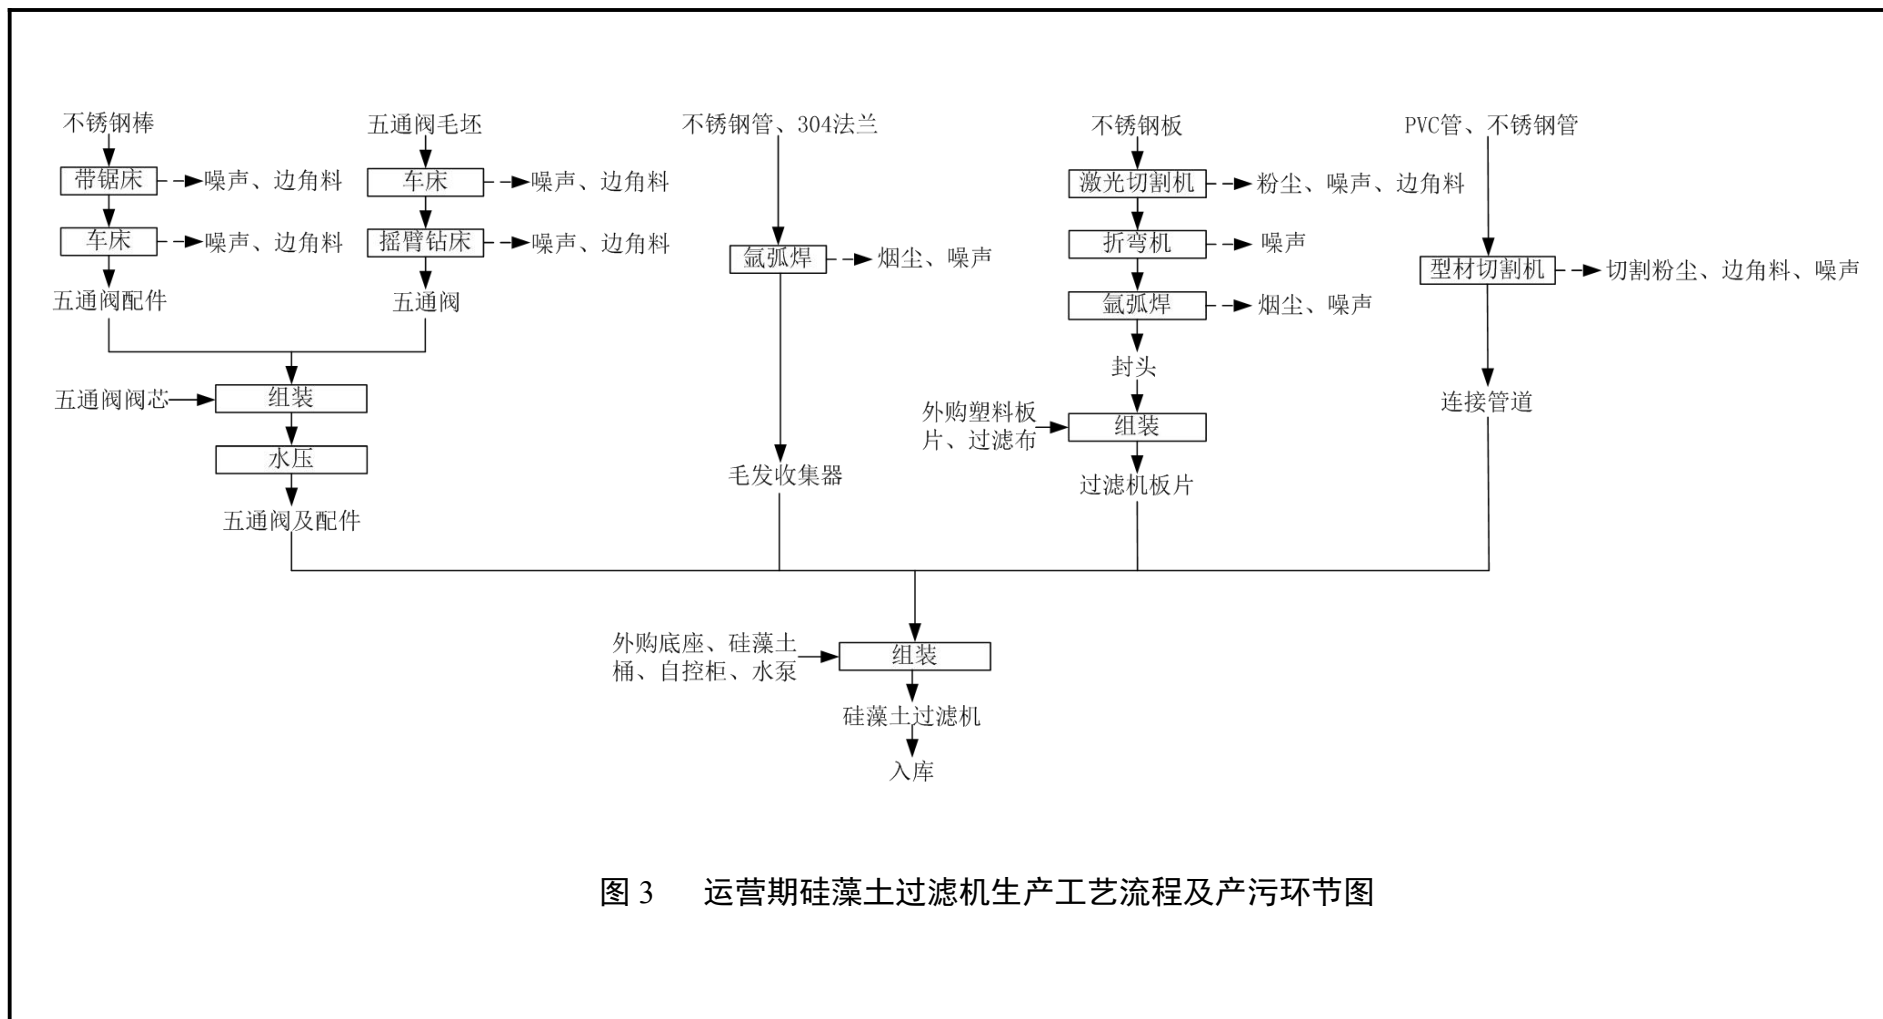 不锈钢棒
五通阀毛坯
不锈钢管、304法兰
不锈钢板
PVC管、不锈钢管
带锯床
噪声、边角料
车床
噪声、边角料
激光切割机
粉尘、噪声、边角料
车床
噪声、边角料
摇臂钻床
噪声、边角料
氩弧焊
烟尘、噪声
折弯机
噪声
型材切割机
切割粉尘、边角料、噪声
五通阀配件
五通阀
氩弧焊
烟尘、噪声
封头
五通阀阀芯
组装
外购塑料板
片、过滤布
组装
连接管道
水压
毛发收集器
过滤机板片
五通阀及配件
外购底座、硅藻土
桶、自控柜、水泵
组装
硅藻土过滤机
入库
图 3 运营期硅藻土过滤机生产工艺流程及产污环节图